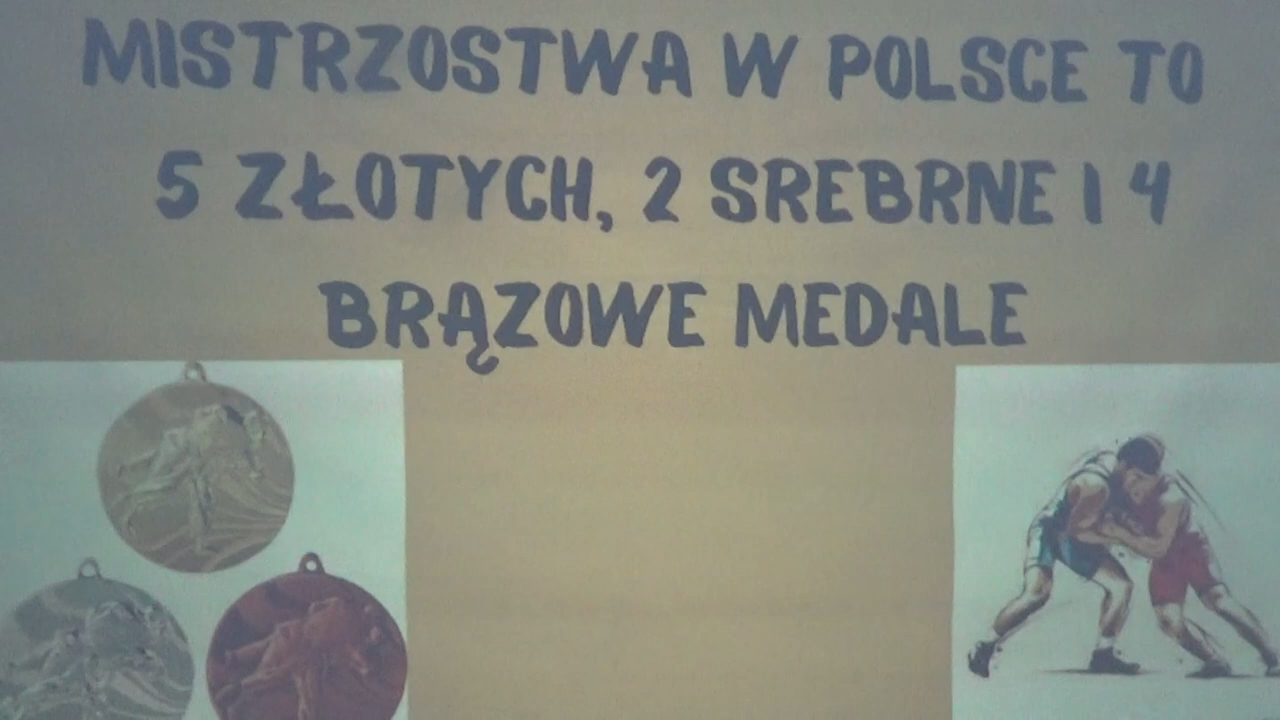 MISTRZOSTWA W POLSCE TO
5 ZŁOTYCH, 2 SREBRNE I 4
BRĄZOWE MEDALE